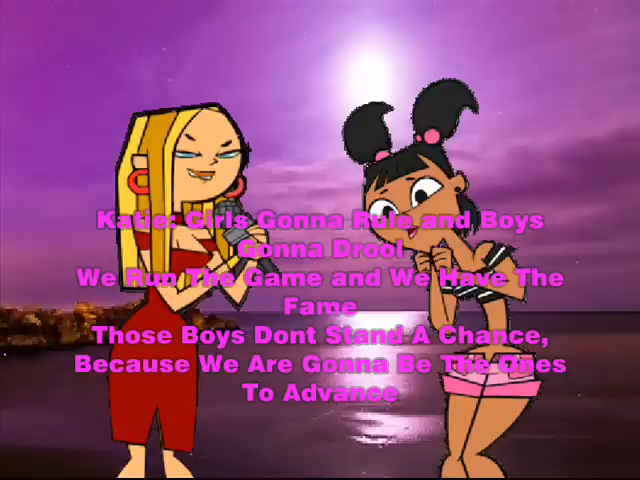 Katie: Girls Gonna Rule and Boys
Gonna Drool
We Run The Game and We Have The
Fame
Those Boys Dont Stand A Chance,
Because We Are Gonna Be The Ones
To Advance